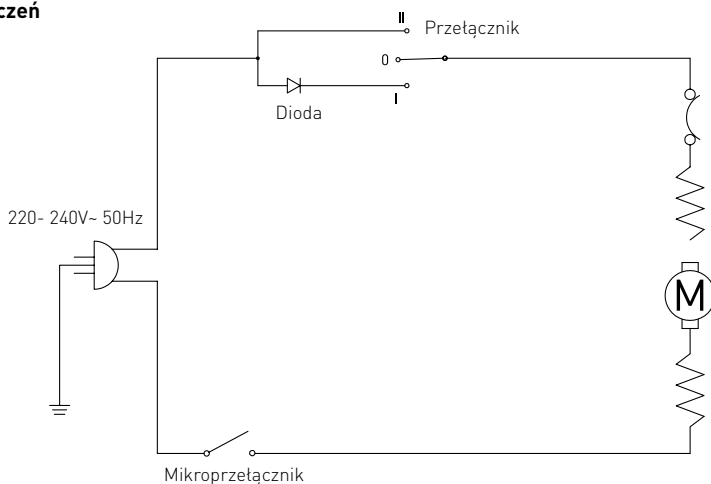 czeń
II
Przełącznik
0
I
Dioda
220- 240V~ 50Hz
M
Mikroprzełącznik